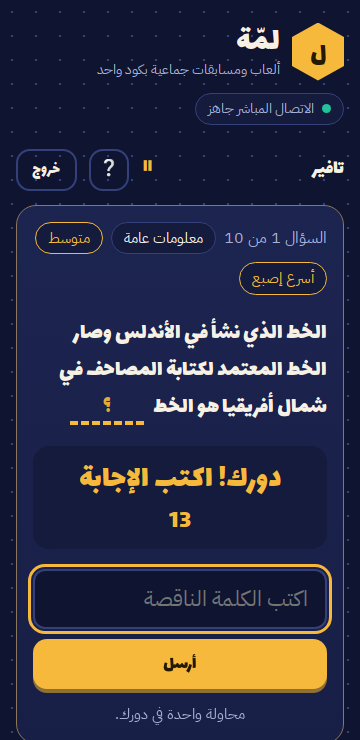 ل
لمّة
ألعاب ومسابقات جماعية بكود واحد
الاتصال المباشر جاهز
تافير
⏸
?
خروج
السؤال 1 من 10
معلومات عامة
متوسط
أسرع إصبع
الخط الذي نشأ في الأندلس وصار
الخط المعتمد لكتابة المصاحف في
شمال أفريقيا هو الخط ؟
دورك! اكتب الإجابة
13
اكتب الكلمة الناقصة
أرسل
محاولة واحدة في دورك.